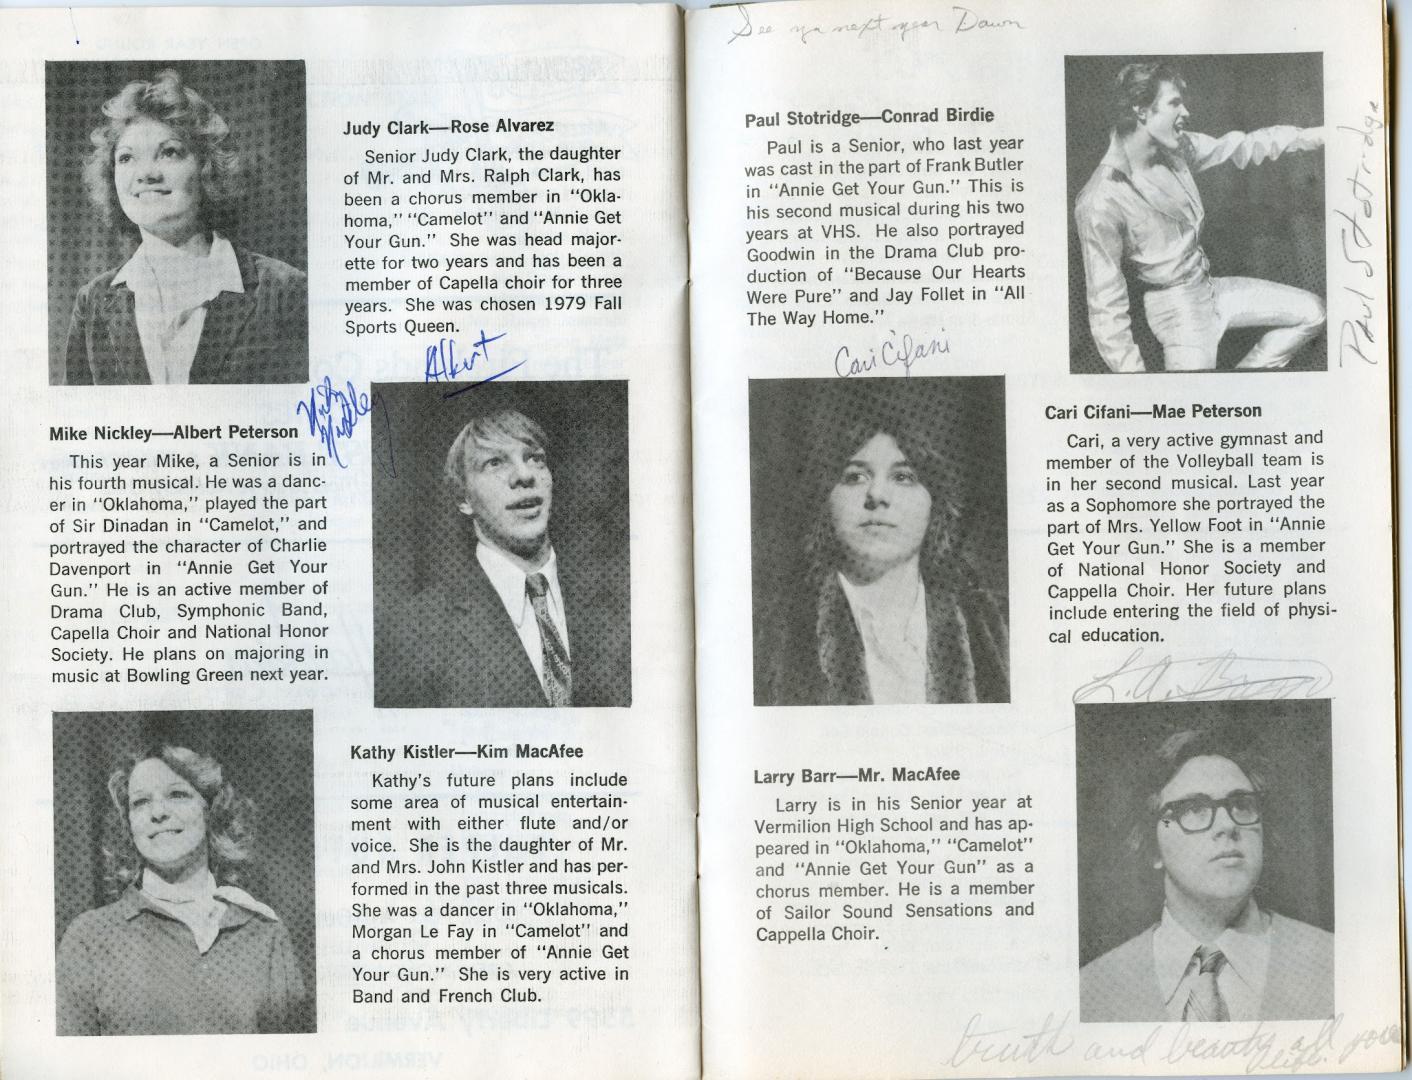 Judy Clark—Rose Alvarez
Senior Judy Clark, the daughter
of Mr. and Mrs. Ralph Clark, has
been a chorus member in "Okla-
homa," "Camelot" and "Annie Get
Your Gun." She was head major-
ette for two years and has been a
member of Capella choir for three
years. She was chosen 1979 Fall
Sports Queen.
Albert
Nickley
Mike Nickley—Albert Peterson
This year Mike, a Senior is in
his fourth musical. He was a danc-
er in "Oklahoma," played the part
of Sir Dinadan in "Camelot," and
portrayed the character of Charlie
Davenport in "Annie Get Your
Gun." He is an active member of
Drama Club, Symphonic Band,
Capella Choir and National Honor
Society. He plans on majoring in
music at Bowling Green next year.
Kathy Kistler—Kim MacAfee
Kathy's future plans include
some area of musical entertain-
ment with either flute and/or
voice. She is the daughter of Mr.
and Mrs. John Kistler and has per-
formed in the past three musicals.
She was a dancer in "Oklahoma,"
Morgan Le Fay in "Camelot" and
a chorus member of "Annie Get
Your Gun." She is very active in
Band and French Club.
See ya next year Dawn
Paul Stotridge—Conrad Birdie
Paul is a Senior, who last year
was cast in the part of Frank Butler
in "Annie Get Your Gun." This is
his second musical during his two
years at VHS. He also portrayed
Goodwin in the Drama Club pro-
duction of "Because Our Hearts
Were Pure" and Jay Follet in "All
The Way Home."
Paul Stotridge
Cari Cifani
Cari Cifani—Mae Peterson
Cari, a very active gymnast and
member of the Volleyball team is
in her second musical. Last year
as a Sophomore she portrayed the
part of Mrs. Yellow Foot in "Annie
Get Your Gun." She is a member
of National Honor Society and
Cappella Choir. Her future plans
include entering the field of physi-
cal education.
L.A. Barr
Larry Barr—Mr. MacAfee
Larry is in his Senior year at
Vermilion High School and has ap-
peared in "Oklahoma," "Camelot"
and "Annie Get Your Gun" as a
chorus member. He is a member
of Sailor Sound Sensations and
Cappella Choir.
truth and beauty all your
life.